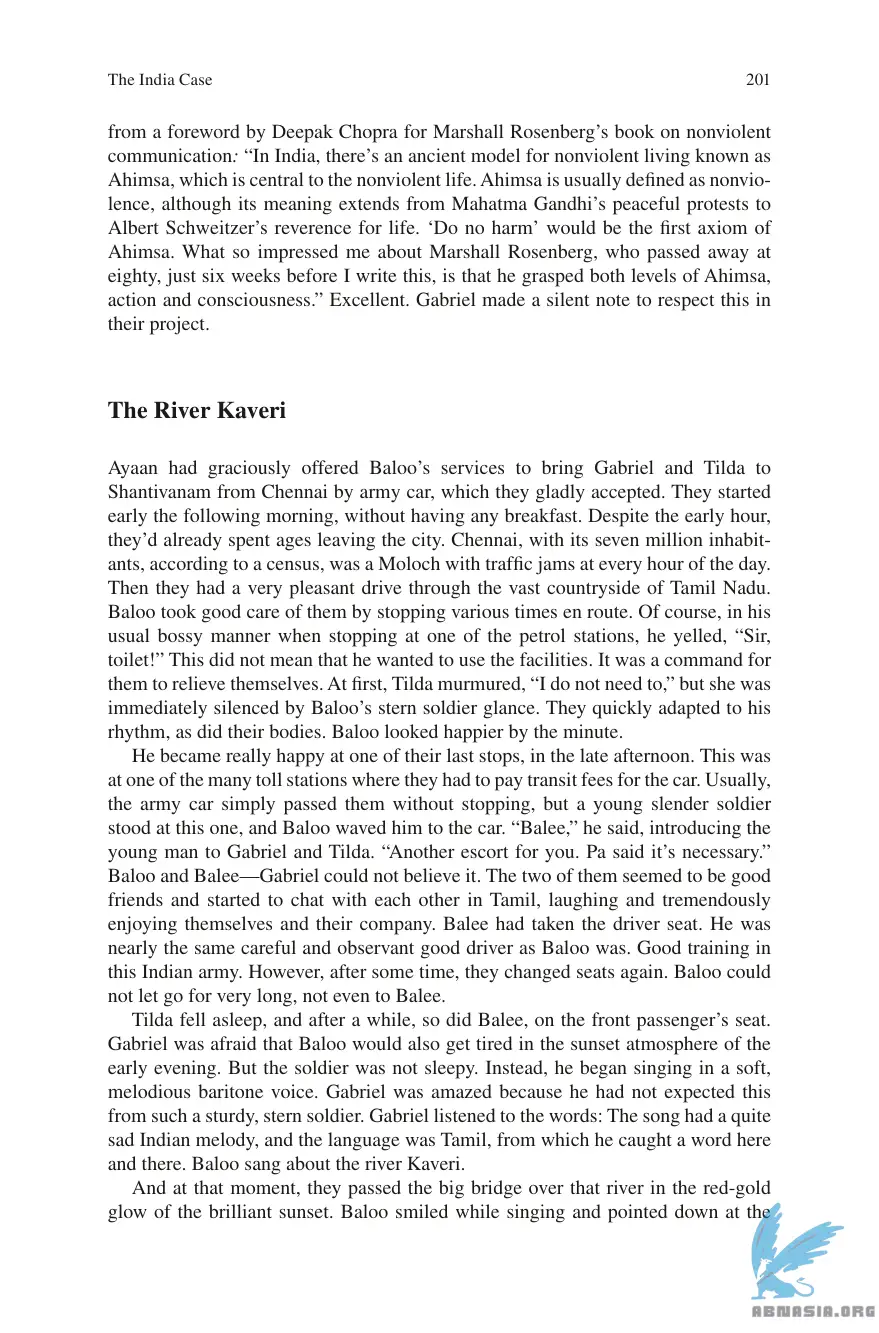 The India Case 201
from a foreword by Deepak Chopra for Marshall Rosenberg’s book on nonviolent
communication: “In India, there’s an ancient model for nonviolent living known as
Ahimsa, which is central to the nonviolent life. Ahimsa is usually defined as nonvio-
lence, although its meaning extends from Mahatma Gandhi’s peaceful protests to
Albert Schweitzer’s reverence for life. ‘Do no harm’ would be the first axiom of
Ahimsa. What so impressed me about Marshall Rosenberg, who passed away at
eighty, just six weeks before I write this, is that he grasped both levels of Ahimsa,
action and consciousness.” Excellent. Gabriel made a silent note to respect this in
their project.
The River Kaveri
Ayaan had graciously offered Baloo’s services to bring Gabriel and Tilda to
Shantivanam from Chennai by army car, which they gladly accepted. They started
early the following morning, without having any breakfast. Despite the early hour,
they’d already spent ages leaving the city. Chennai, with its seven million inhabit-
ants, according to a census, was a Moloch with traffic jams at every hour of the day.
Then they had a very pleasant drive through the vast countryside of Tamil Nadu.
Baloo took good care of them by stopping various times en route. Of course, in his
usual bossy manner when stopping at one of the petrol stations, he yelled, “Sir,
toilet!” This did not mean that he wanted to use the facilities. It was a command for
them to relieve themselves. At first, Tilda murmured, “I do not need to,” but she was
immediately silenced by Baloo’s stern soldier glance. They quickly adapted to his
rhythm, as did their bodies. Baloo looked happier by the minute.
He became really happy at one of their last stops, in the late afternoon. This was
at one of the many toll stations where they had to pay transit fees for the car. Usually,
the army car simply passed them without stopping, but a young slender soldier
stood at this one, and Baloo waved him to the car. “Balee,” he said, introducing the
young man to Gabriel and Tilda. “Another escort for you. Pa said it’s necessary.”
Baloo and Balee—Gabriel could not believe it. The two of them seemed to be good
friends and started to chat with each other in Tamil, laughing and tremendously
enjoying themselves and their company. Balee had taken the driver seat. He was
nearly the same careful and observant good driver as Baloo was. Good training in
this Indian army. However, after some time, they changed seats again. Baloo could
not let go for very long, not even to Balee.
Tilda fell asleep, and after a while, so did Balee, on the front passenger’s seat.
Gabriel was afraid that Baloo would also get tired in the sunset atmosphere of the
early evening. But the soldier was not sleepy. Instead, he began singing in a soft,
melodious baritone voice. Gabriel was amazed because he had not expected this
from such a sturdy, stern soldier. Gabriel listened to the words: The song had a quite
sad Indian melody, and the language was Tamil, from which he caught a word here
and there. Baloo sang about the river Kaveri.
And at that moment, they passed the big bridge over that river in the red-gold
glow of the brilliant sunset. Baloo smiled while singing and pointed down at the
ABNASIA.ORG